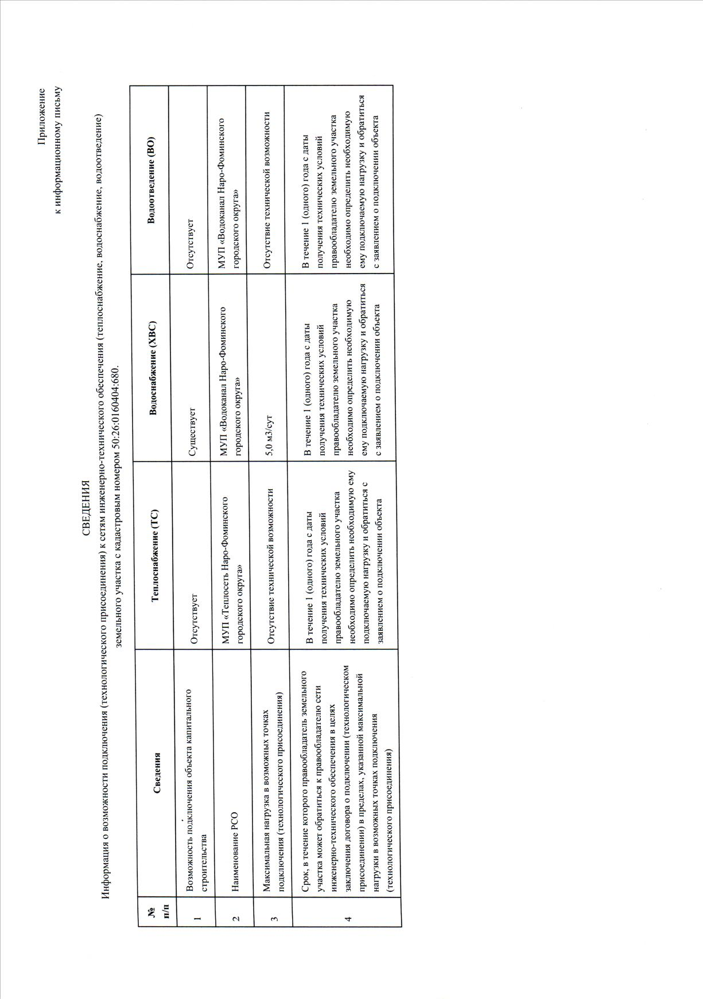 Приложение
к информационному письму
СВЕДЕНИЯ
Информация о возможности подключения (технологического присоединения) к сетям инженерно-технического обеспечения (теплоснабжение, водоснабжение, водоотведение)
земельного участка с кадастровым номером 50:26:0160404:680.
№
п/п
Сведения
Теплоснабжение (ТС)
Водоснабжение (ХВС)
Водоотведение (ВО)
1
Возможность подключения объекта капитального
строительства
Отсутствует
Существует
Отсутствует
2
Наименование РСО
МУП «Теплосеть Наро-Фоминского
городского округа»
МУП «Водоканал Наро-Фоминского
городского округа»
МУП «Водоканал Наро-Фоминского
городского округа»
3
Максимальная нагрузка в возможных точках
подключения (технологического присоединения)
Отсутствие технической возможности
5,0 м3/сут
Отсутствие технической возможности
4
Срок, в течение которого правообладатель земельного
участка может обратиться к правообладателю сети
инженерно-технического обеспечения в целях
заключения договора о подключении (технологическом
присоединении) в пределах, указанной максимальной
нагрузки в возможных точках подключения
(технологического присоединения)
В течение 1 (одного) года с даты
получения технических условий
правообладателю земельного участка
необходимо определить необходимую ему
подключаемую нагрузку и обратиться с
заявлением о подключении объекта
В течение 1 (одного) года с даты
получения технических условий
правообладателю земельного участка
необходимо определить необходимую
ему подключаемую нагрузку и обратиться
с заявлением о подключении объекта
В течение 1 (одного) года с даты
получения технических условий
правообладателю земельного участка
необходимо определить необходимую
ему подключаемую нагрузку и обратиться
с заявлением о подключении объекта